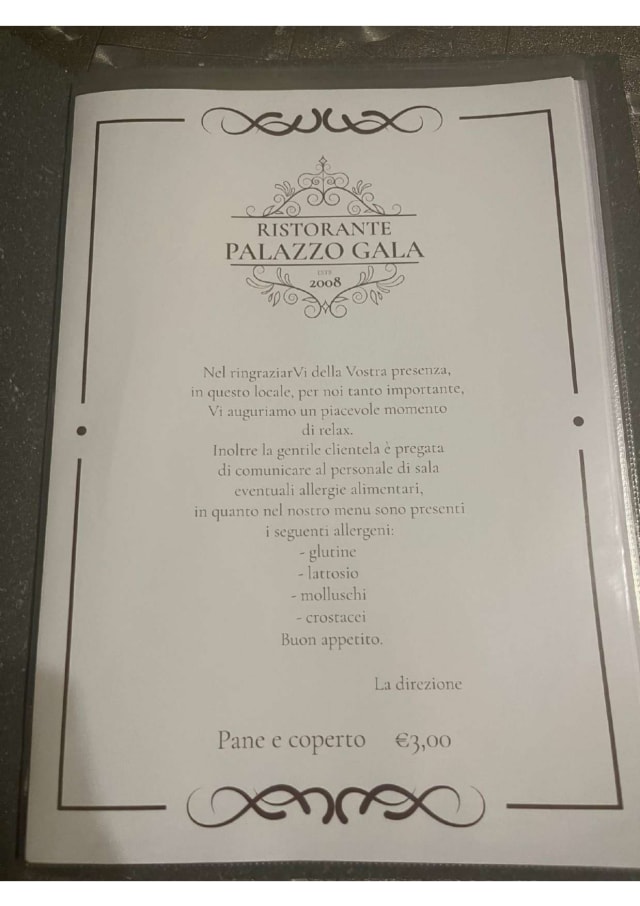 RISTORANTE
PALAZZO GALA
ESTD
2008
Nel ringraziarVi della Vostra presenza,
in questo locale, per noi tanto importante,
Vi auguriamo un piacevole momento
di relax.
Inoltre la gentile clientela è pregata
di comunicare al personale di sala
eventuali allergie alimentari,
in quanto nel nostro menu sono presenti
i seguenti allergeni:
- glutine
- lattosio
- molluschi
- crostacei
Buon appetito.
La direzione
Pane e coperto €3,00